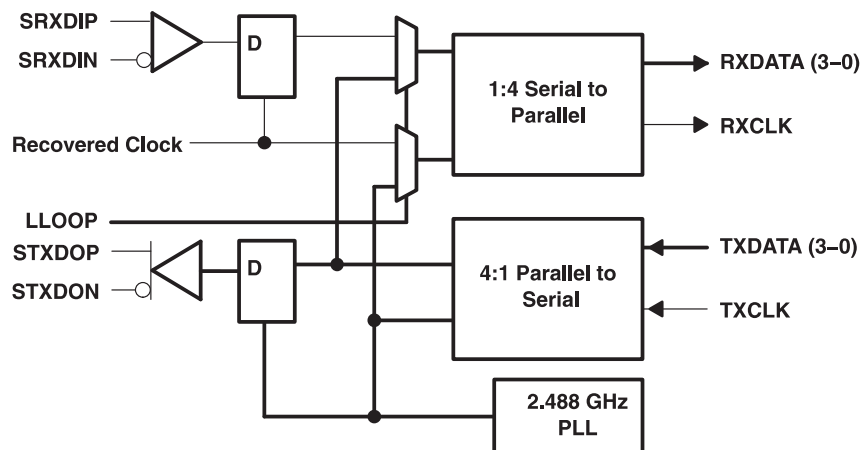 SRXDIP
SRXDIN
D
Recovered Clock
LLOOP
STXDOP
STXDON
D
1:4 Serial to
Parallel
RXDATA (3–0)
RXCLK
4:1 Parallel to
Serial
TXDATA (3–0)
TXCLK
2.488 GHz
PLL